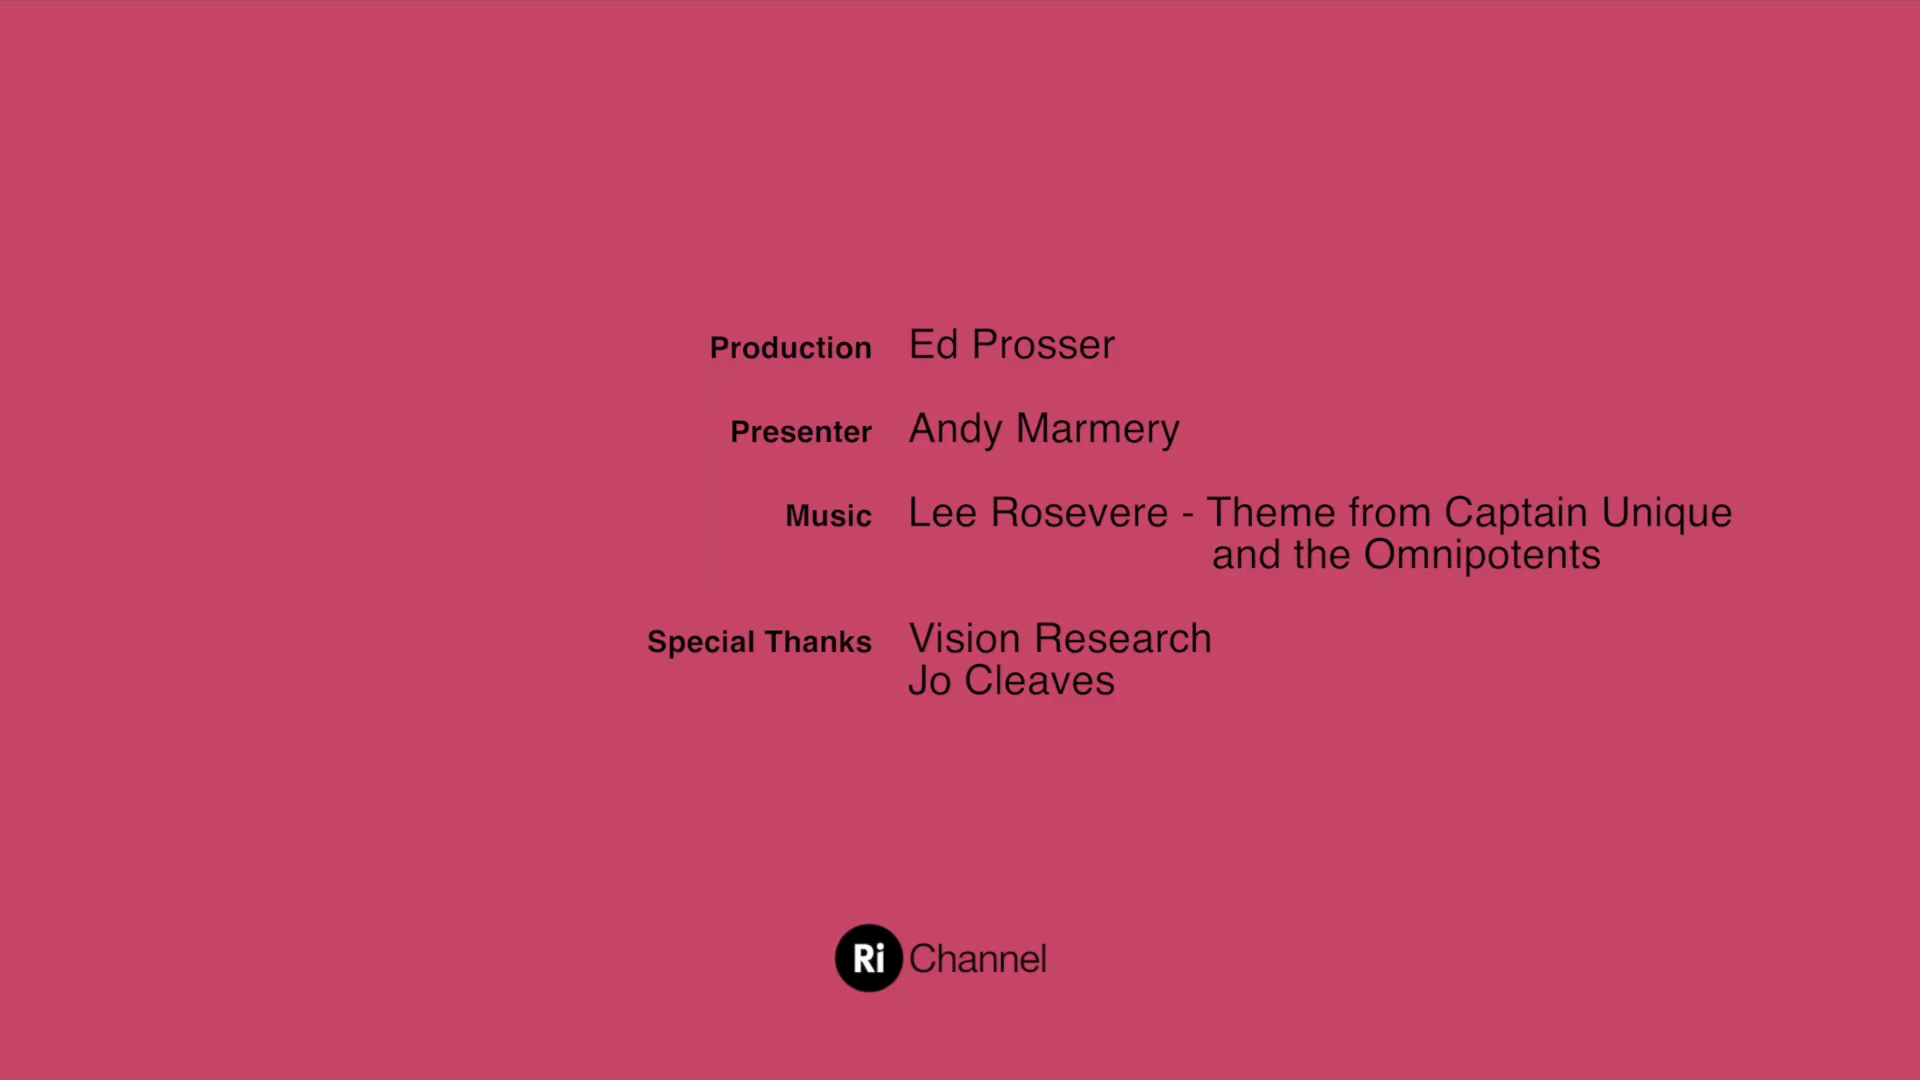 Production Ed Prosser
Presenter Andy Marmery
Music Lee Rosevere - Theme from Captain Unique
and the Omnipotents
Special Thanks Vision Research
Jo Cleaves
Ri Channel